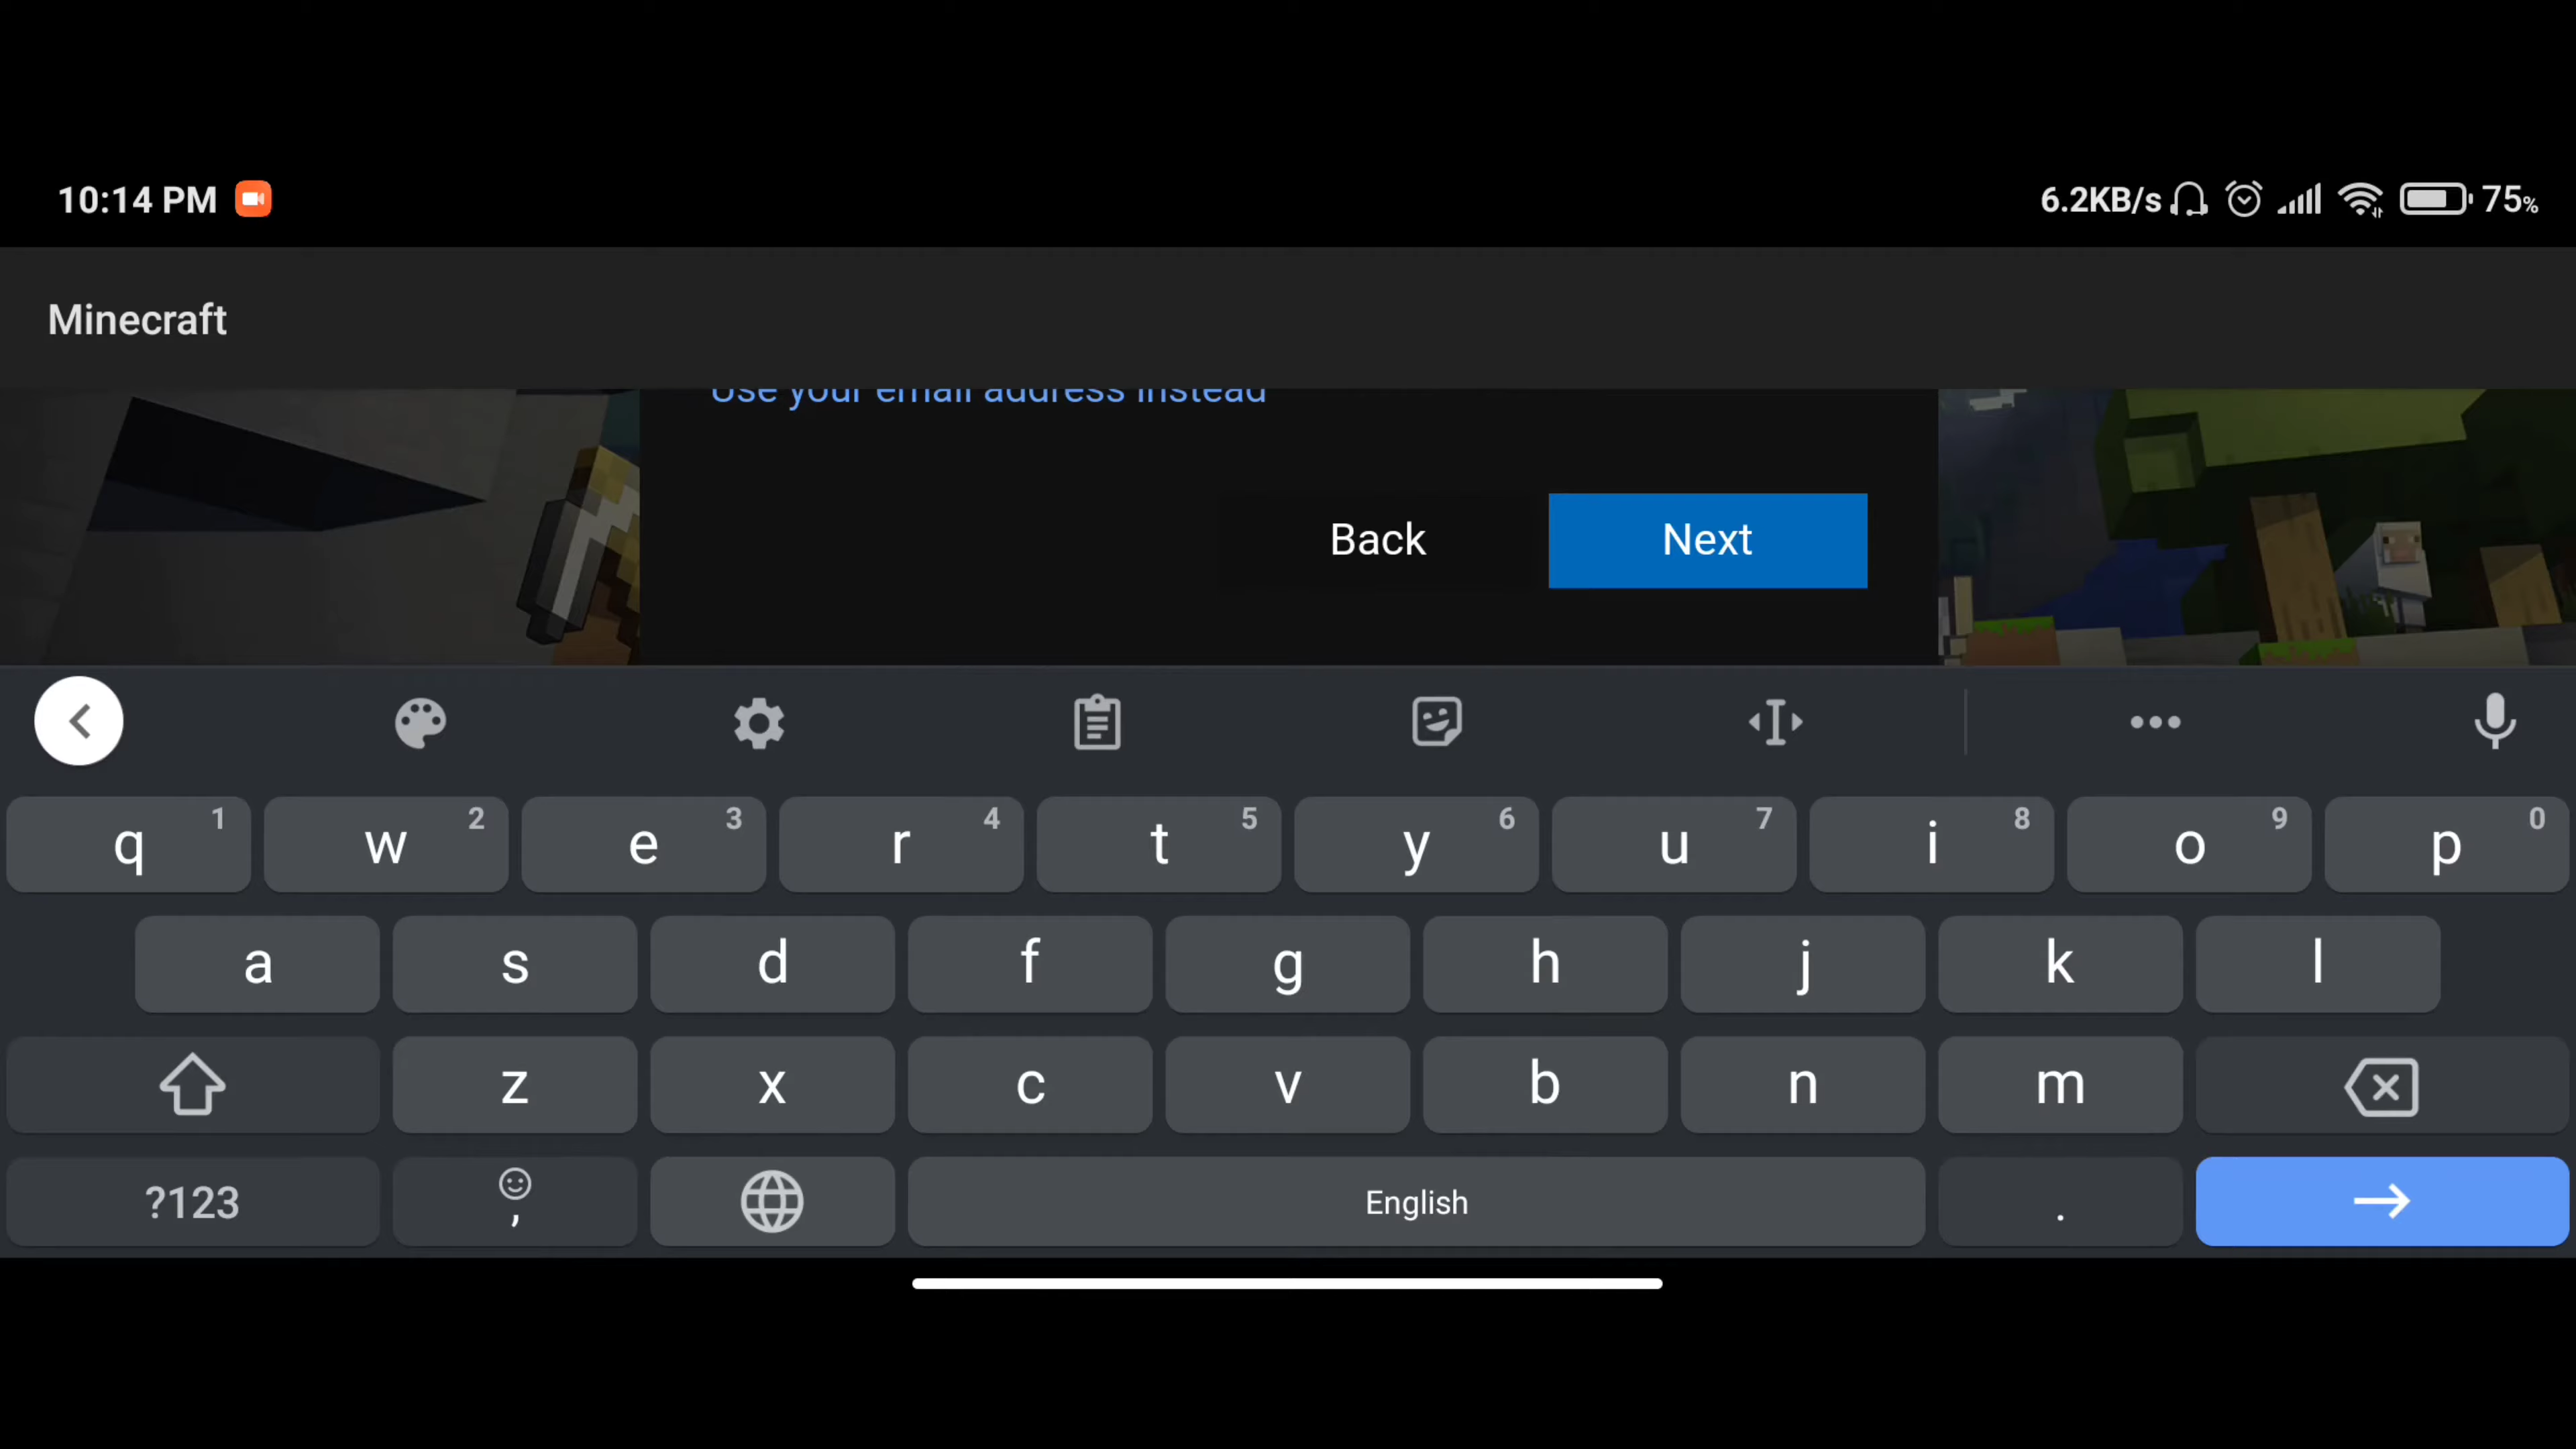 10:14 PM
6.2KB/s 75%
Minecraft
Use your email address instead
Back Next
q 1 w 2 e 3 r 4 t 5 y 6 u 7 i 8 o 9 p 0
a s d f g h j k l
z x c v b n m
?123 , English .